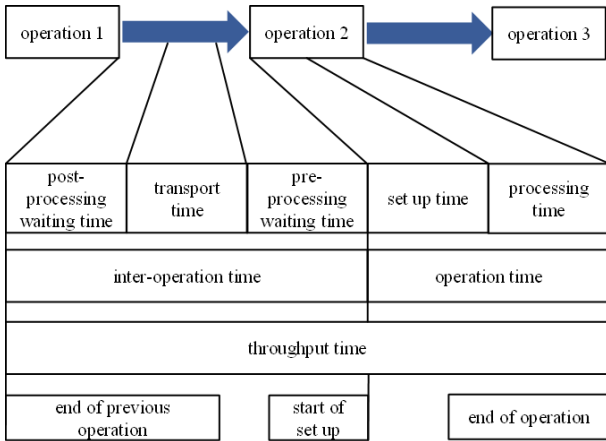 operation 1
operation 2
operation 3
post-
processing
waiting time
transport
time
pre-
processing
waiting time
set up time
processing
time
inter-operation time
operation time
throughput time
end of previous
operation
start of
set up
end of operation